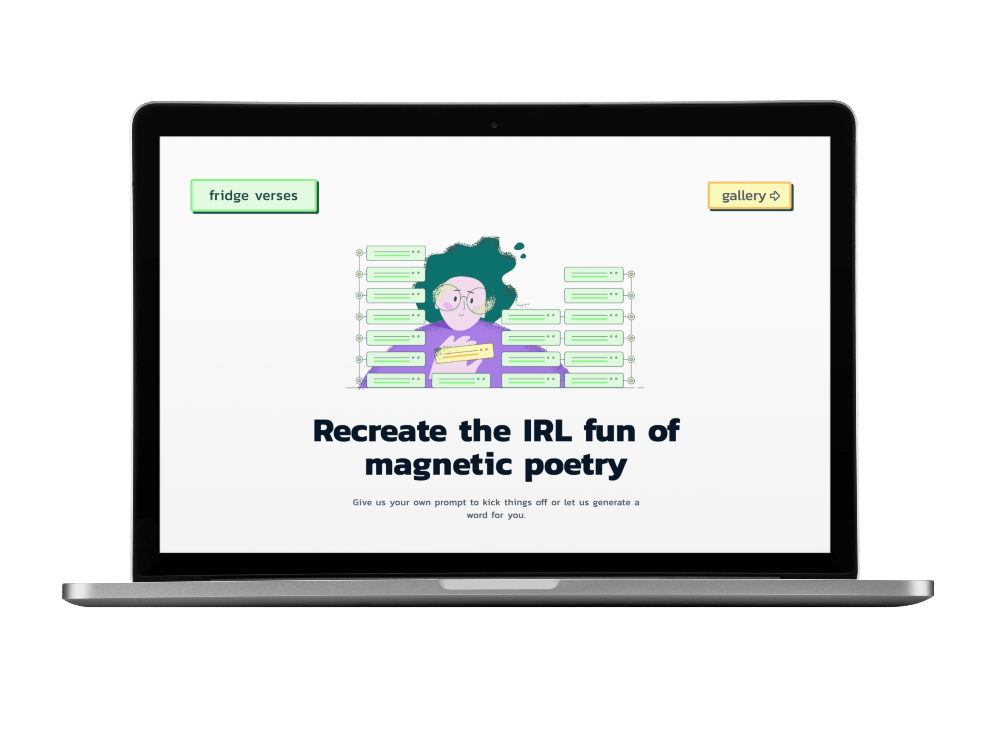 fridge verses
gallery
Recreate the IRL fun of
magnetic poetry
Give us your own prompt to kick things off or let us generate a
word for you.